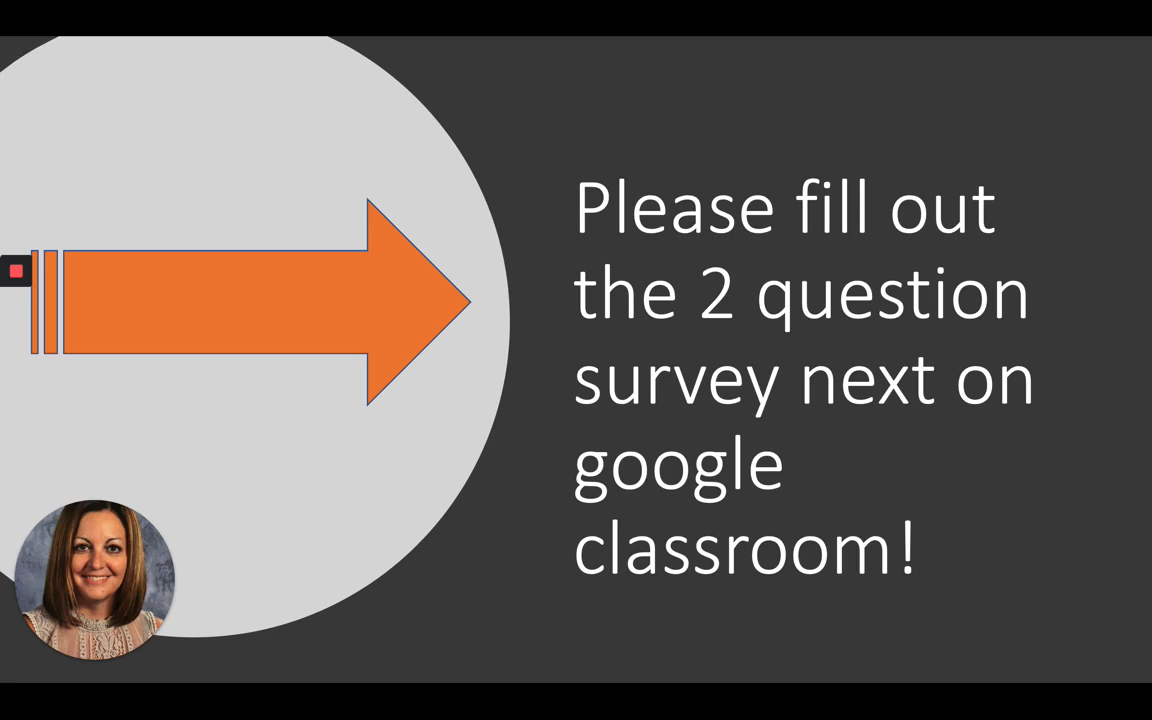 Please fill out
the 2 question
survey next on
google
classroom!